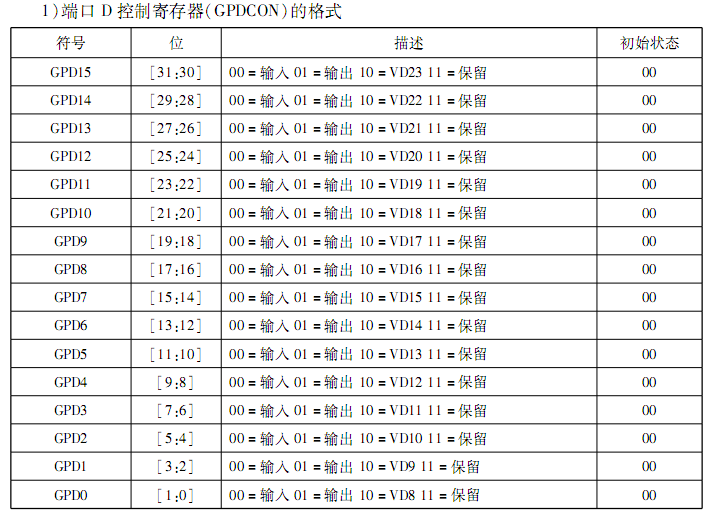 1)端口 D 控制寄存器(GPDCON)的格式
符号 位 描述 初始状态
GPD15 [31:30] 00=输入 01=输出 10=VD23 11=保留 00
GPD14 [29:28] 00=输入 01=输出 10=VD22 11=保留 00
GPD13 [27:26] 00=输入 01=输出 10=VD21 11=保留 00
GPD12 [25:24] 00=输入 01=输出 10=VD20 11=保留 00
GPD11 [23:22] 00=输入 01=输出 10=VD19 11=保留 00
GPD10 [21:20] 00=输入 01=输出 10=VD18 11=保留 00
GPD9 [19:18] 00=输入 01=输出 10=VD17 11=保留 00
GPD8 [17:16] 00=输入 01=输出 10=VD16 11=保留 00
GPD7 [15:14] 00=输入 01=输出 10=VD15 11=保留 00
GPD6 [13:12] 00=输入 01=输出 10=VD14 11=保留 00
GPD5 [11:10] 00=输入 01=输出 10=VD13 11=保留 00
GPD4 [9:8] 00=输入 01=输出 10=VD12 11=保留 00
GPD3 [7:6] 00=输入 01=输出 10=VD11 11=保留 00
GPD2 [5:4] 00=输入 01=输出 10=VD10 11=保留 00
GPD1 [3:2] 00=输入 01=输出 10=VD9 11=保留 00
GPD0 [1:0] 00=输入 01=输出 10=VD8 11=保留 00